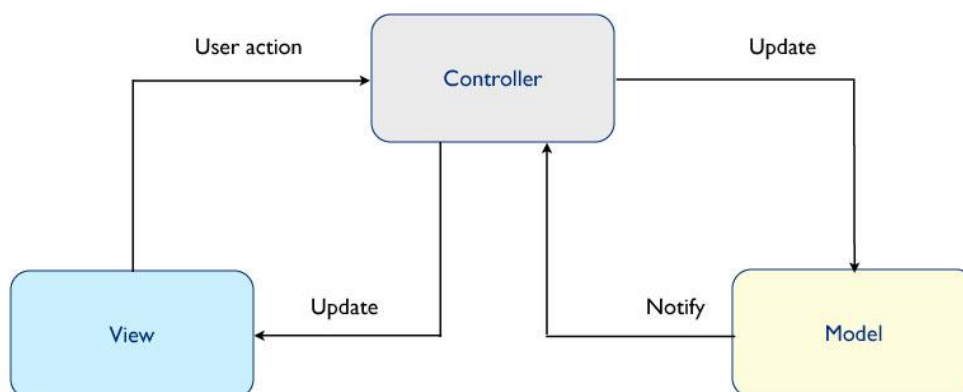 User action
Update
Controller
Update
Notify
View
Model